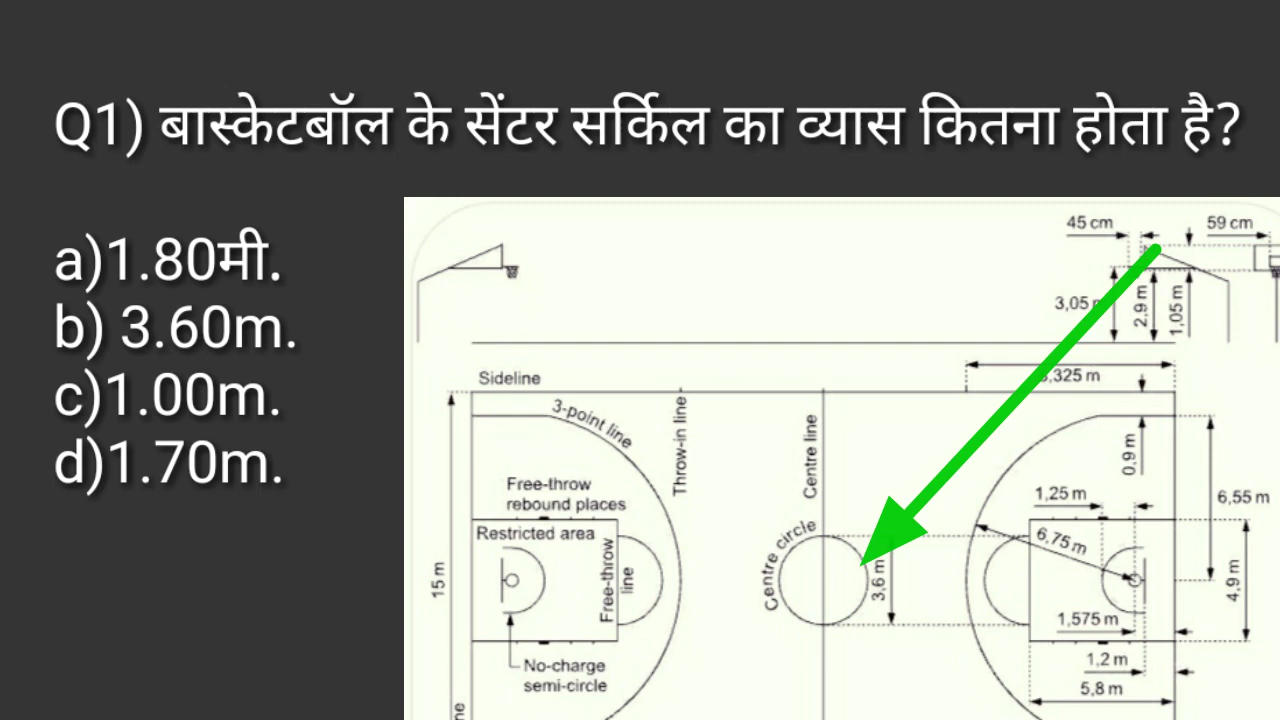 Q1) बास्केटबॉल के सेंटर सर्किल का व्यास कितना होता है?
a)1.80मी.
b) 3.60m.
c)1.00m.
d)1.70m.
45 cm
59 cm
3,05
2,9 m
1,05 m
,325 m
Sideline
3-point line
Throw-in line
Centre line
0,9 m
Free-throw
rebound places
1,25 m
6,55 m
Restricted area
Centre circle
6,75 m
15 m
Free-throw
line
3,6 m
4,9 m
1,575 m
No-charge
semi-circle
1,2 m
5,8 m